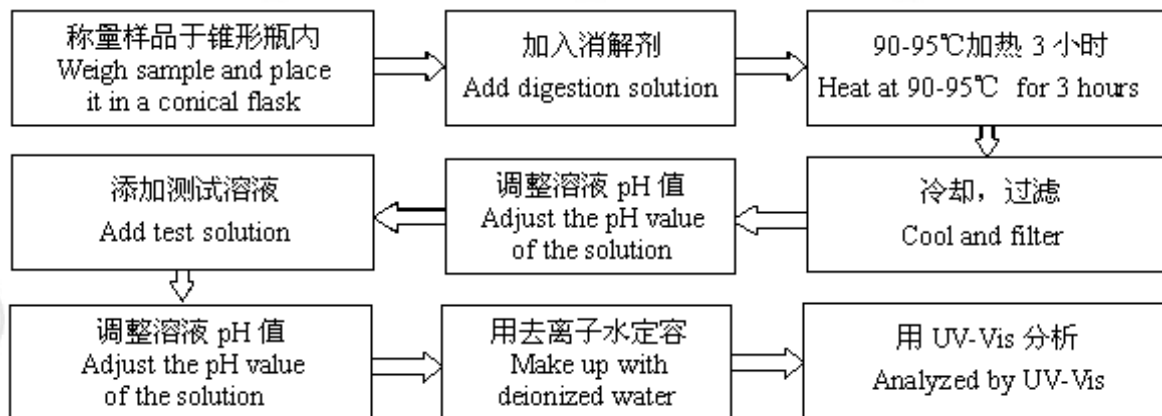 称量样品于锥形瓶内
Weigh sample and place
it in a conical flask
加入消解剂
Add digestion solution
90-95℃加热 3 小时
Heat at 90-95℃ for 3 hours
冷却，过滤
Cool and filter
调整溶液 pH 值
Adjust the pH value
of the solution
添加测试溶液
Add test solution
调整溶液 pH 值
Adjust the pH value
of the solution
用去离子水定容
Make up with
deionized water
用 UV-Vis 分析
Analyzed by UV-Vis